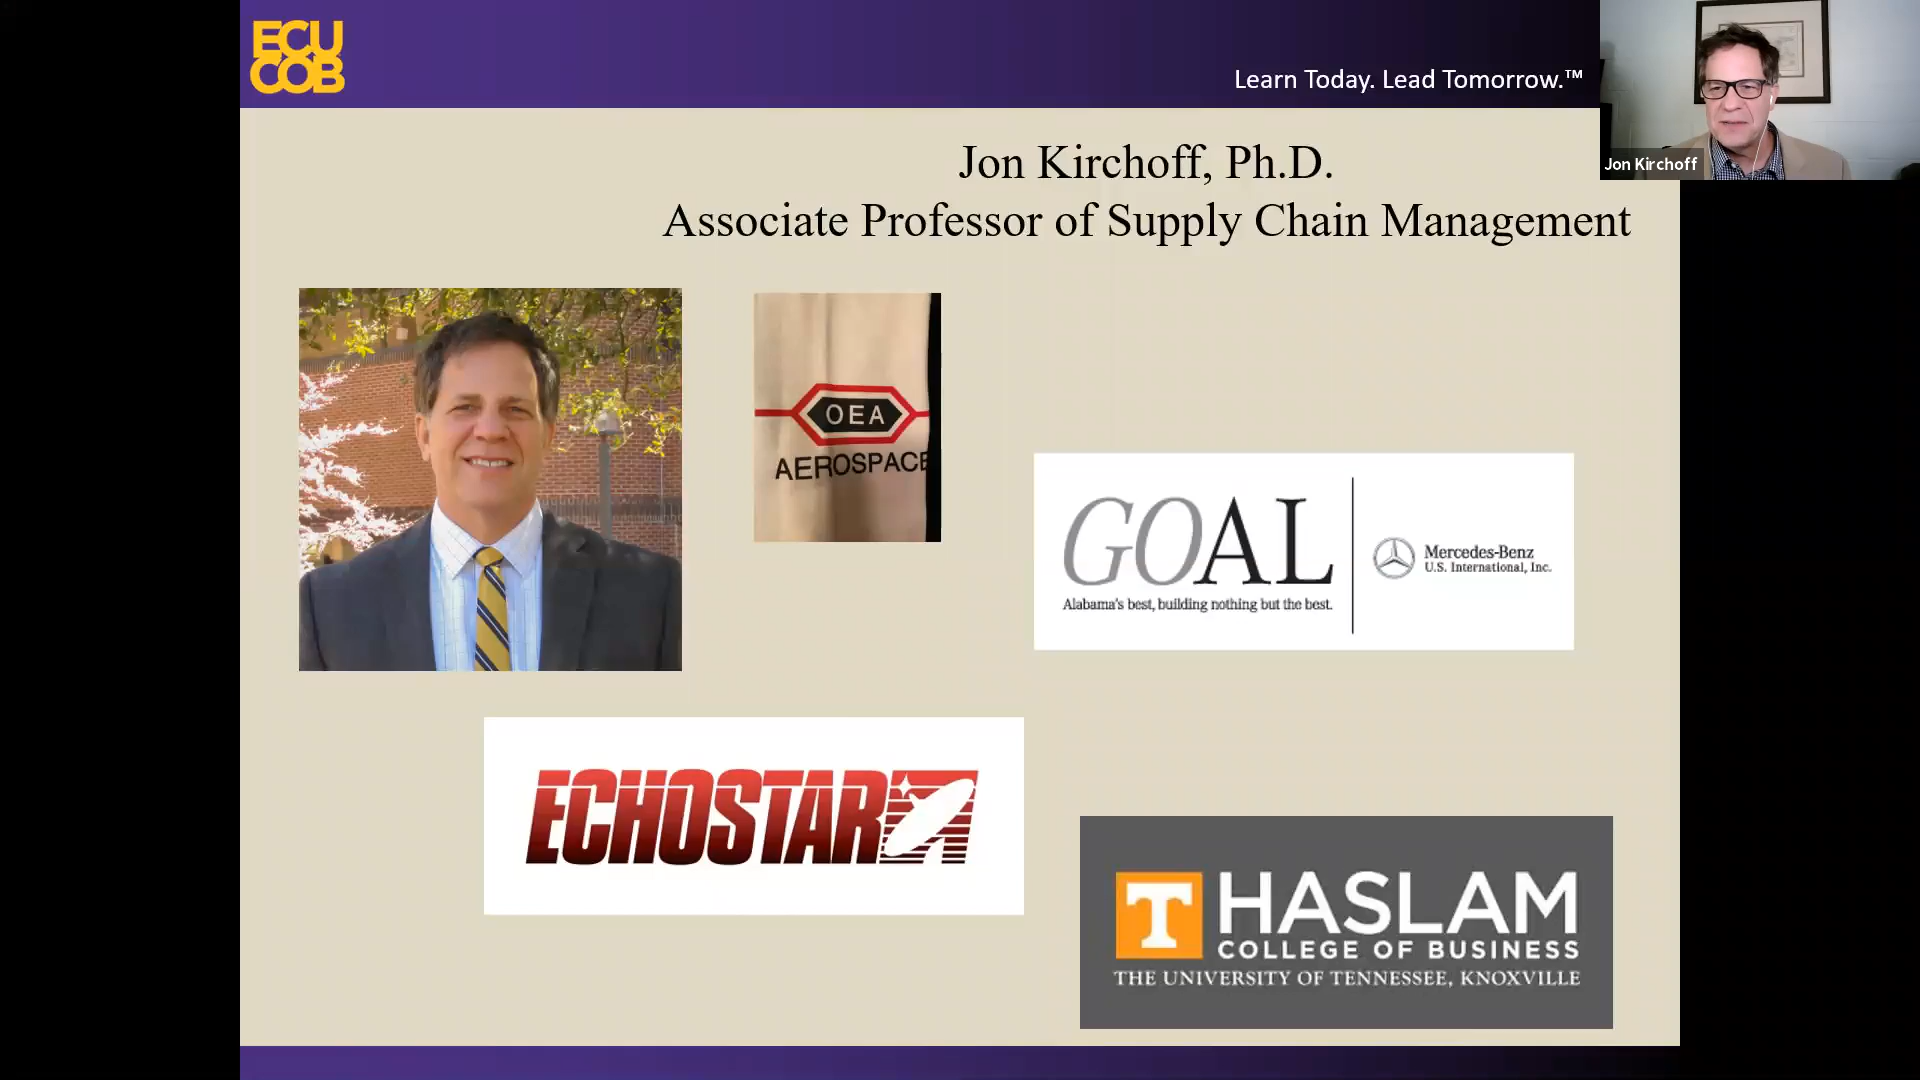 ECU
COB
Learn Today. Lead Tomorrow.™
Jon Kirchoff
Jon Kirchoff, Ph.D.
Associate Professor of Supply Chain Management
OEA
AEROSPACE
GOAL
Alabama's best, building nothing but the best.
Mercedes-Benz
U.S. International, Inc.
ECHOSTAR
T HASLAM
COLLEGE OF BUSINESS
THE UNIVERSITY OF TENNESSEE, KNOXVILLE